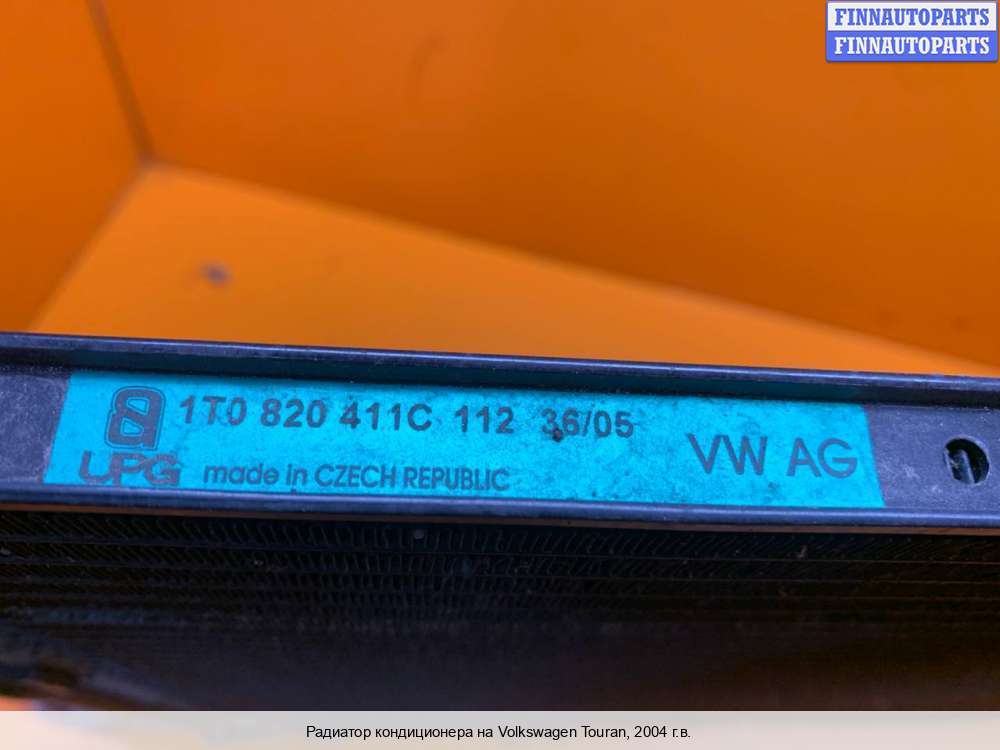 FINNAUTOPARTS
FINNAUTOPARTS
1T0 820 411C 112 36/05
VW AG
UPG made in CZECH REPUBLIC
Радиатор кондиционера на Volkswagen Touran, 2004 г.в.